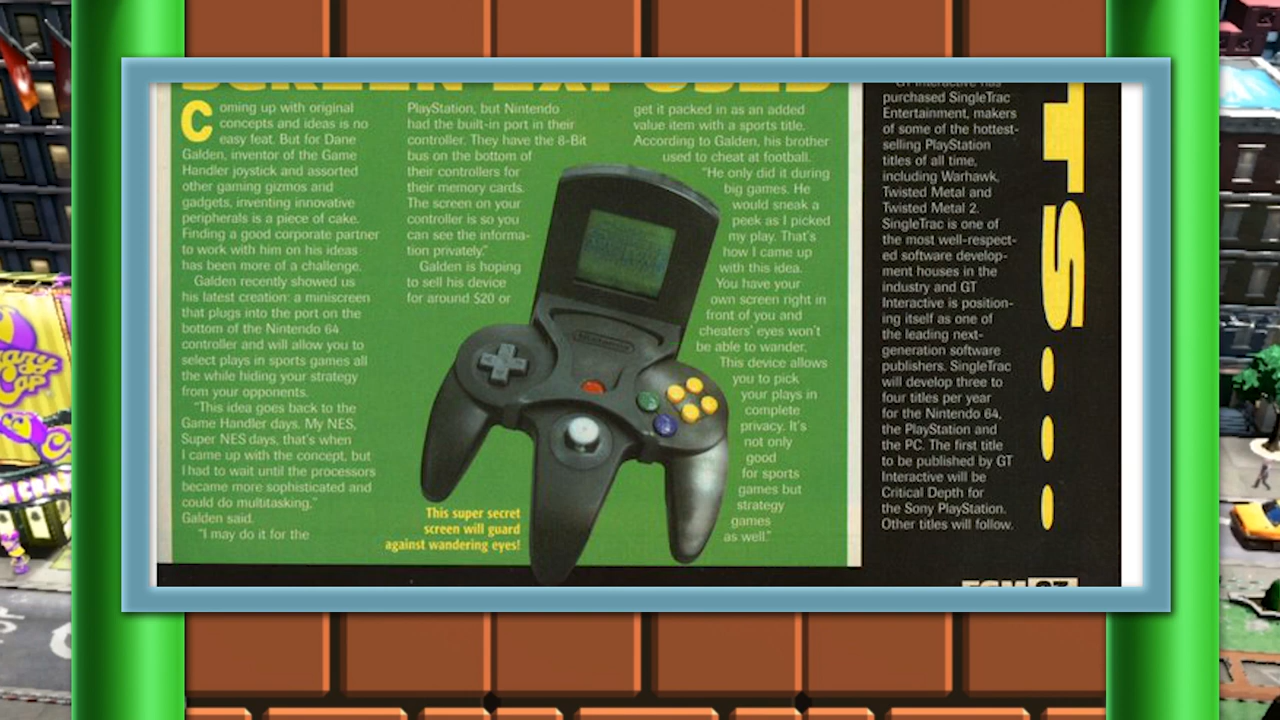 SCREEN EXPOSED
Coming up with original
concepts and ideas is no
easy feat. But for Dane
Galden, inventor of the Game
Handler joystick and assorted
other gaming gizmos and
gadgets, inventing innovative
peripherals is a piece of cake.
Finding a good corporate partner
to work with him on his ideas
has been more of a challenge.
Galden recently showed us
his latest creation: a miniscreen
that plugs into the port on the
bottom of the Nintendo 64
controller and will allow you to
select plays in sports games all
the while hiding your strategy
from your opponents.
"This idea goes back to the
Game Handler days. My NES,
Super NES days, that's when
I came up with the concept, but
I had to wait until the processors
became more sophisticated and
could do multitasking,"
Galden said.
"I may do it for the
PlayStation, but Nintendo
had the built-in port in their
controller. They have the 8-Bit
bus on the bottom of
their controllers for
their memory cards.
The screen on your
controller is so you
can see the informa-
tion privately."
Galden is hoping
to sell his device
for around $20 or
This super secret
screen will guard
against wandering eyes!
get it packed in as an added
value item with a sports title.
According to Galden, his brother
used to cheat at football.
"He only did it during
big games. He
would sneak a
peek as I picked
my play. That's
how I came up
with this idea.
You have your
own screen right in
front of you and
cheaters' eyes won't
be able to wander.
This device allows
you to pick
your plays in
complete
privacy. It's
not only
good
for sports
games but
strategy
games
as well."
GT Interactive has
purchased SingleTrac
Entertainment, makers
of some of the hottest-
selling PlayStation
titles of all time,
including Warhawk,
Twisted Metal and
Twisted Metal 2.
SingleTrac is one of
the most well-respect-
ed software develop-
ment houses in the
industry and GT
Interactive is position-
ing itself as one of
the leading next-
generation software
publishers. SingleTrac
will develop three to
four titles per year
for the Nintendo 64,
the PlayStation and
the PC. The first title
to be published by GT
Interactive will be
Critical Depth for
the Sony PlayStation.
Other titles will follow.
TS....